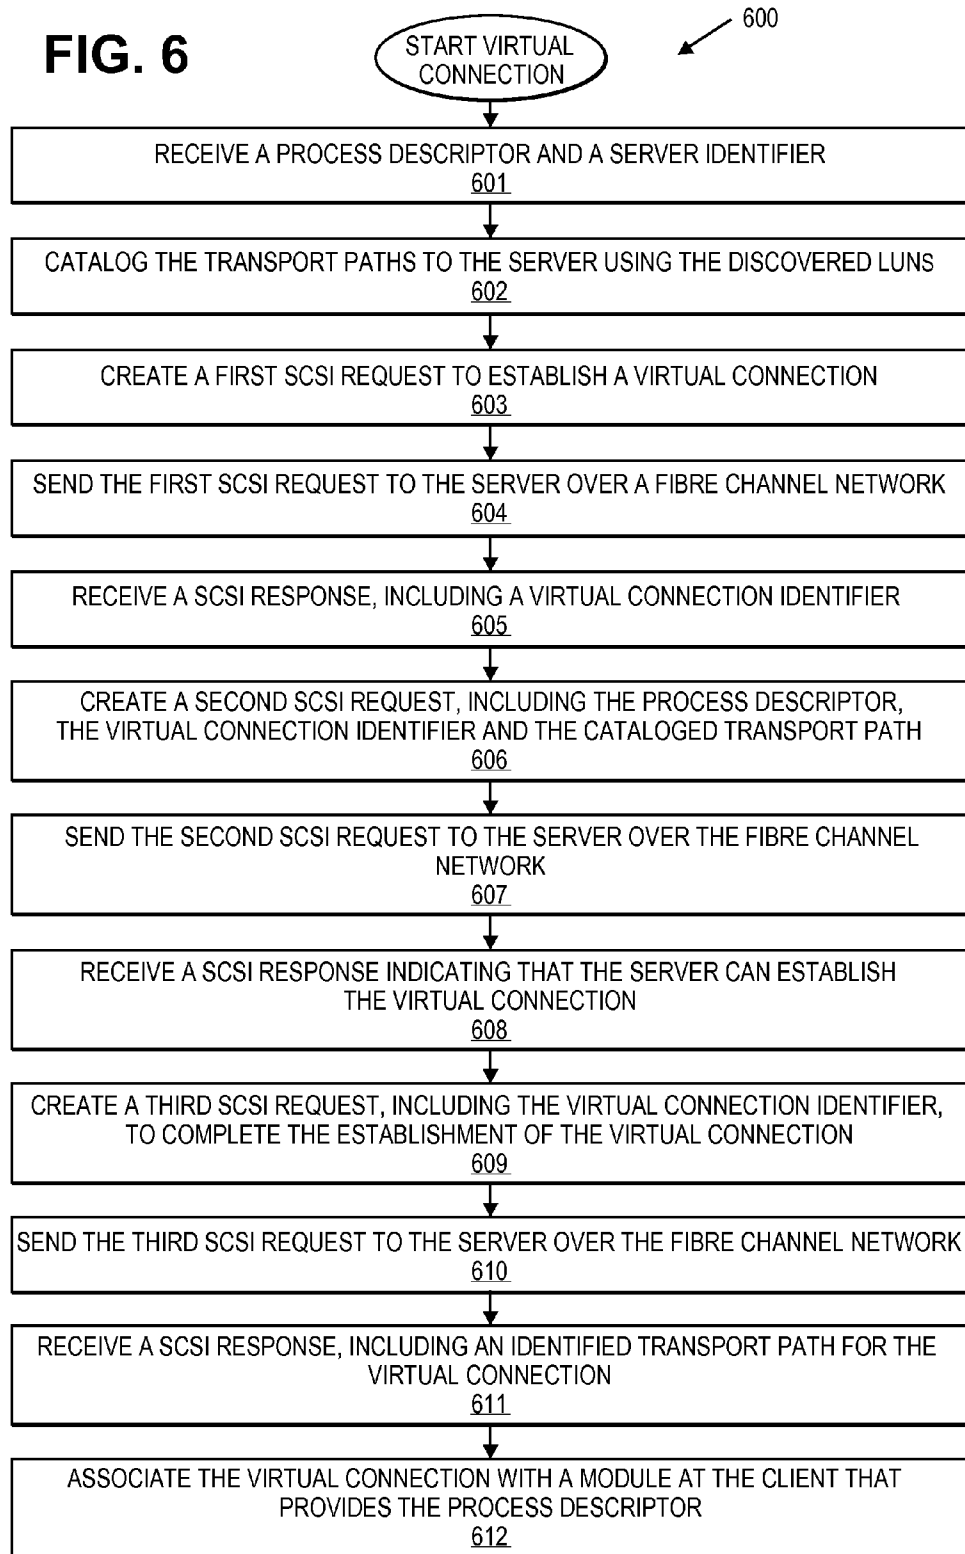 FIG. 6
600
START VIRTUAL
CONNECTION
RECEIVE A PROCESS DESCRIPTOR AND A SERVER IDENTIFIER
601
CATALOG THE TRANSPORT PATHS TO THE SERVER USING THE DISCOVERED LUNS
602
CREATE A FIRST SCSI REQUEST TO ESTABLISH A VIRTUAL CONNECTION
603
SEND THE FIRST SCSI REQUEST TO THE SERVER OVER A FIBRE CHANNEL NETWORK
604
RECEIVE A SCSI RESPONSE, INCLUDING A VIRTUAL CONNECTION IDENTIFIER
605
CREATE A SECOND SCSI REQUEST, INCLUDING THE PROCESS DESCRIPTOR,
THE VIRTUAL CONNECTION IDENTIFIER AND THE CATALOGED TRANSPORT PATH
606
SEND THE SECOND SCSI REQUEST TO THE SERVER OVER THE FIBRE CHANNEL
NETWORK
607
RECEIVE A SCSI RESPONSE INDICATING THAT THE SERVER CAN ESTABLISH
THE VIRTUAL CONNECTION
608
CREATE A THIRD SCSI REQUEST, INCLUDING THE VIRTUAL CONNECTION IDENTIFIER,
TO COMPLETE THE ESTABLISHMENT OF THE VIRTUAL CONNECTION
609
SEND THE THIRD SCSI REQUEST TO THE SERVER OVER THE FIBRE CHANNEL NETWORK
610
RECEIVE A SCSI RESPONSE, INCLUDING AN IDENTIFIED TRANSPORT PATH FOR THE
VIRTUAL CONNECTION
611
ASSOCIATE THE VIRTUAL CONNECTION WITH A MODULE AT THE CLIENT THAT
PROVIDES THE PROCESS DESCRIPTOR
612